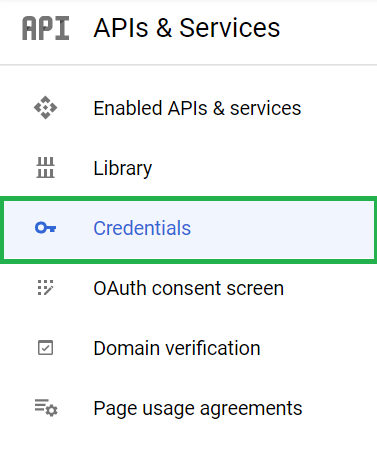 API APIs & Services
Enabled APIs & services
Library
Credentials
OAuth consent screen
Domain verification
Page usage agreements